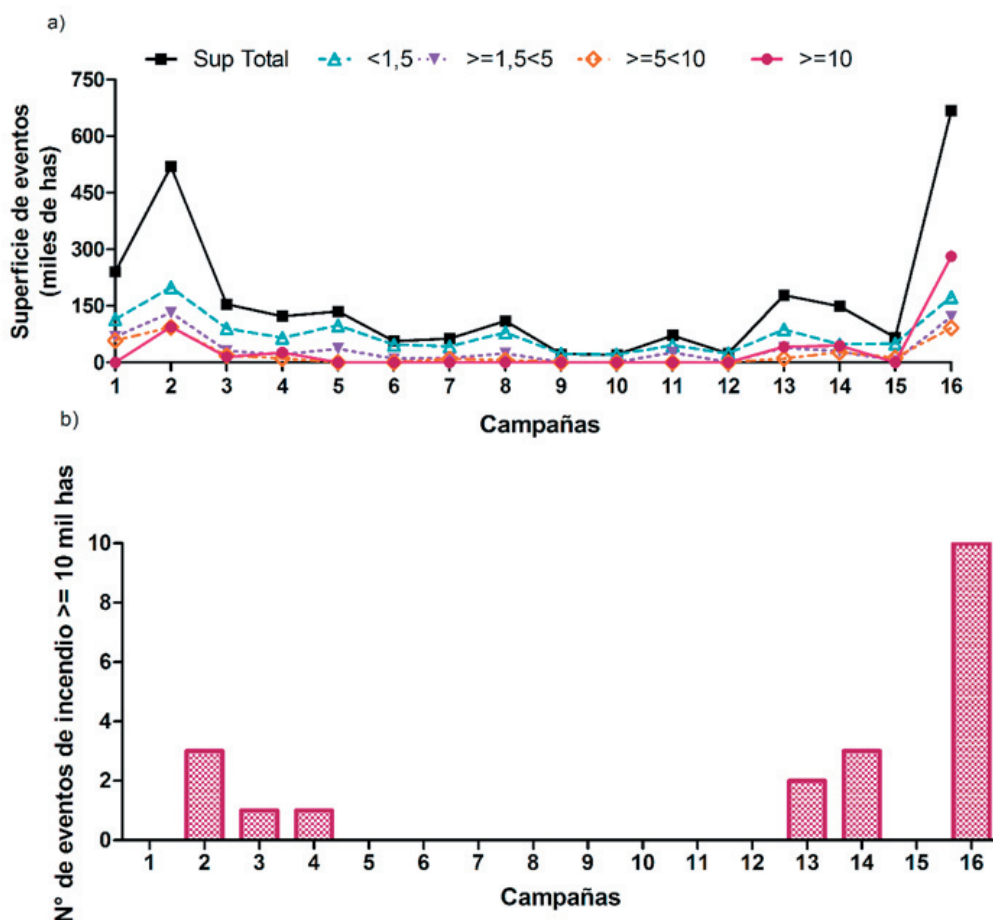 a)
Sup Total <1,5 >=1,5<5 >=5<10 >=10
Superficie de eventos
(miles de has)
750
600
450
300
150
0
1 2 3 4 5 6 7 8 9 10 11 12 13 14 15 16
Campañas
b)
N° de eventos de incendio >= 10 mil has
10
8
6
4
2
0
1 2 3 4 5 6 7 8 9 10 11 12 13 14 15 16
Campañas